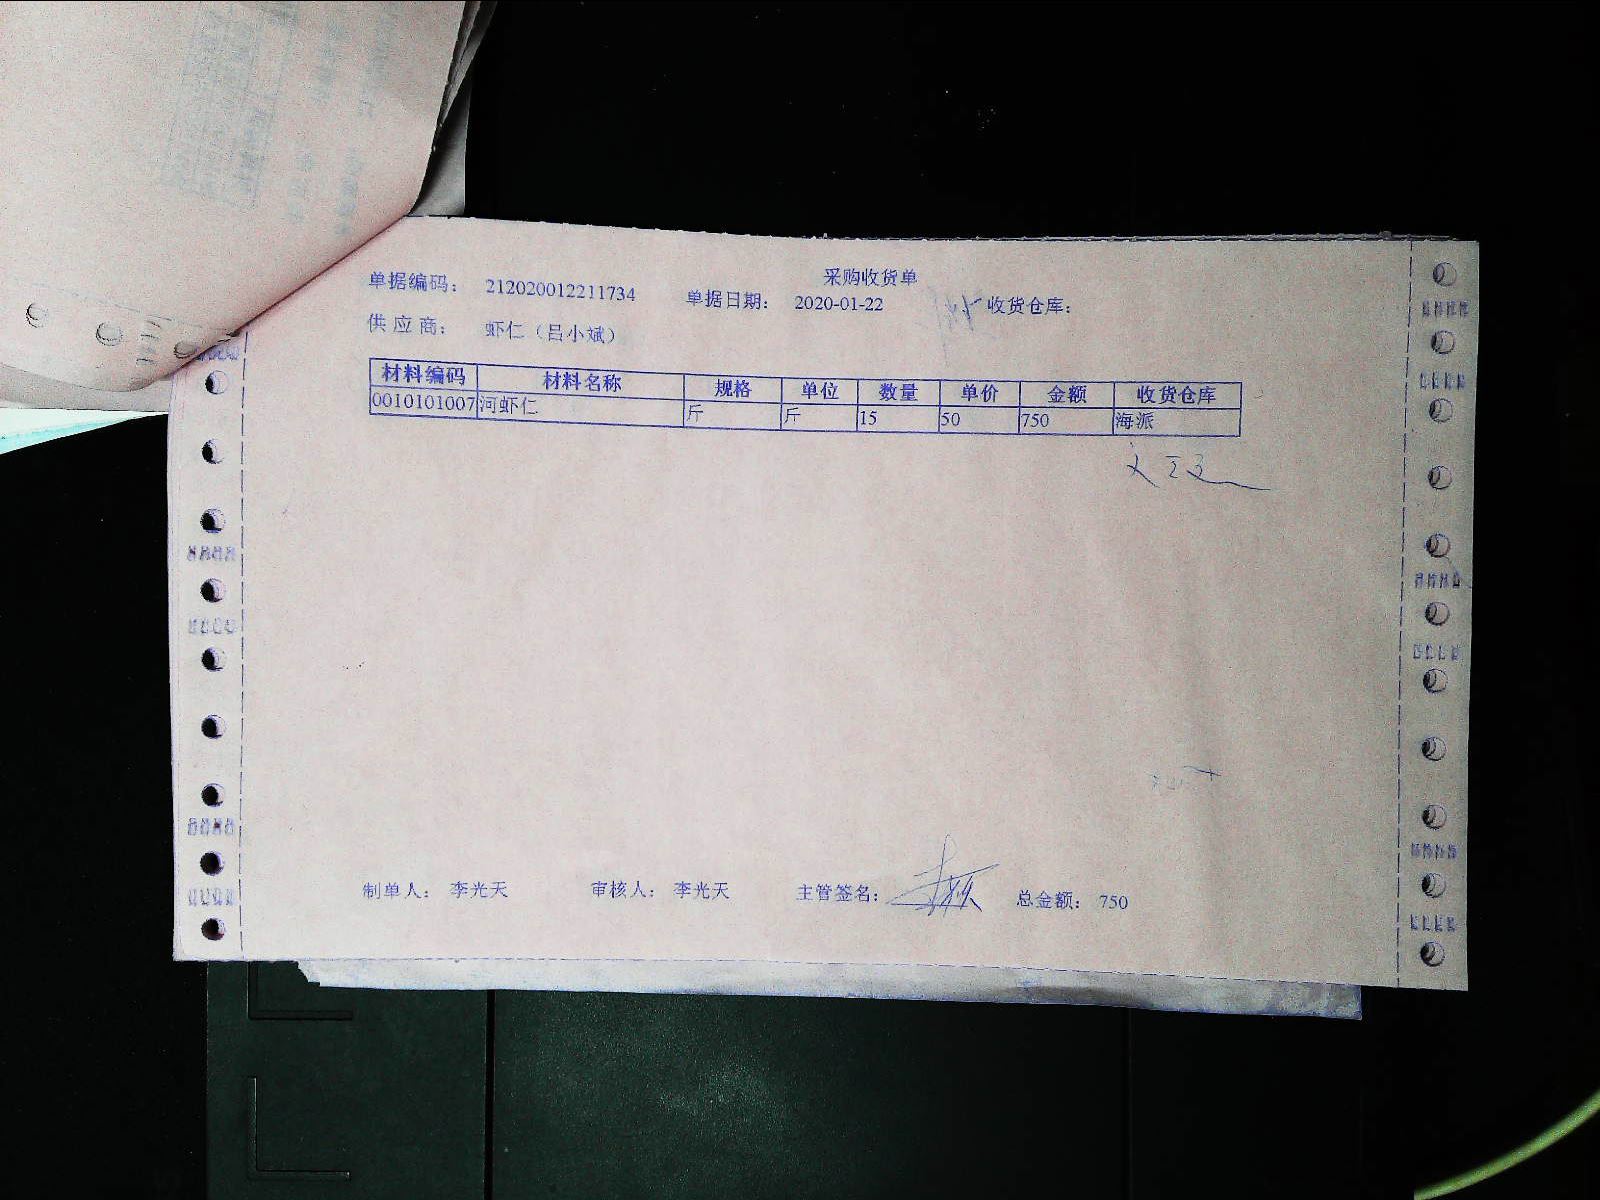 采购收货单
单据编码： 212020012211734 单据日期： 2020-01-22 收货仓库：
供 应 商： 虾仁（吕小斌）
材料编码 材料名称 规格 单位 数量 单价 金额 收货仓库
0010101007 河虾仁 斤 斤 15 50 750 海派
制单人： 李光天 审核人： 李光天 主管签名： 总金额： 750